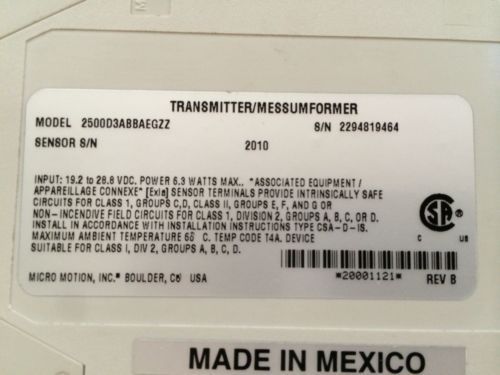 TRANSMITTER/MESSUMFORMER
MODEL 2500D3ABBAEGZZ S/N 2294819464
SENSOR S/N 2010
INPUT: 19.2 to 28.8 VDC. POWER 6.3 WATTS MAX.. "ASSOCIATED EQUIPMENT /
APPAREILLAGE CONNEXE" [Exia] SENSOR TERMINALS PROVIDE INTRINSICALLY SAFE
CIRCUITS FOR CLASS 1, GROUPS C,D, CLASS II, GROUPS E, F, AND G OR
NON - INCENDIVE FIELD CIRCUITS FOR CLASS 1, DIVISION 2, GROUPS A, B, C, OR D.
INSTALL IN ACCORDANCE WITH INSTALLATION INSTRUCTIONS TYPE CSA - D - IS.
MAXIMUM AMBIENT TEMPERATURE C. TEMP CODE T4A. DEVICE
SUITABLE FOR CLASS I, DIV 2, GROUPS A, B, C, D.
SA
C US
MICRO MOTION, INC. BOULDER, CO USA
*20001121* REV B
MADE IN MEXICO